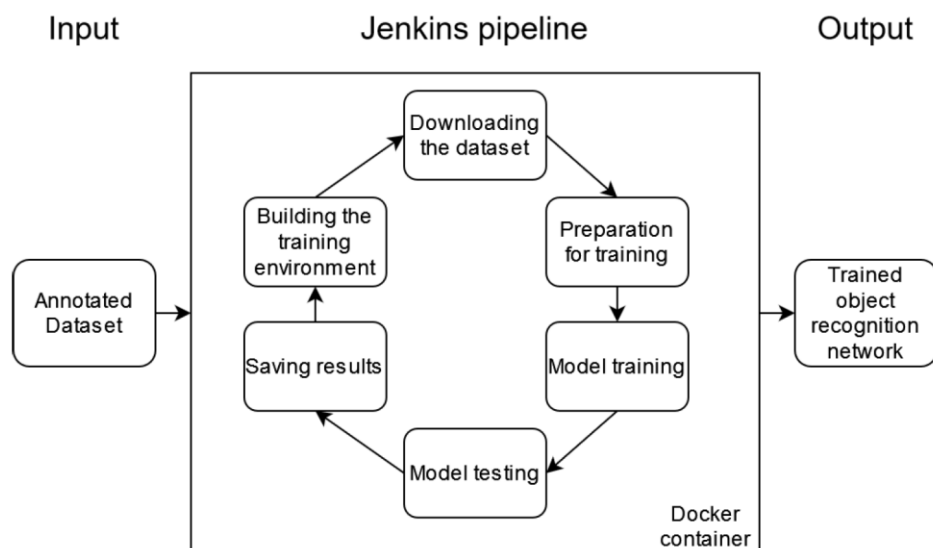 Input
Jenkins pipeline
Output
Downloading
the dataset
Building the
training
environment
Preparation
for training
Annotated
Dataset
Trained
object
recognition
network
Saving results
Model training
Model testing
Docker
container